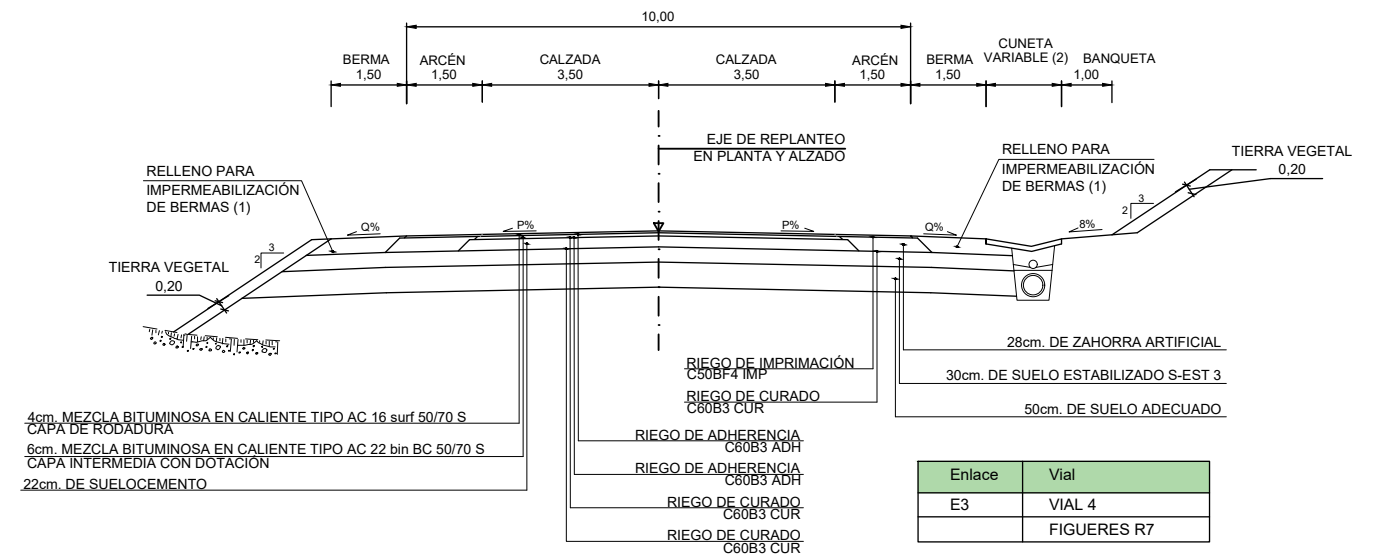 10,00
BERMA
1,50
ARCÉN
1,50
CALZADA
3,50
CALZADA
3,50
ARCÉN
1,50
BERMA
1,50
CUNETA
VARIABLE (2)
BANQUETA
1,00
EJE DE REPLANTEO
EN PLANTA Y ALZADO
RELLENO PARA
IMPERMEABILIZACIÓN
DE BERMAS (1)
RELLENO PARA
IMPERMEABILIZACIÓN
DE BERMAS (1)
TIERRA VEGETAL
0,20
3
2
Q%
P%
P%
Q%
8%
3
2
TIERRA VEGETAL
0,20
RIEGO DE IMPRIMACIÓN
C50BF4 IMP
RIEGO DE CURADO
C60B3 CUR
28cm. DE ZAHORRA ARTIFICIAL
30cm. DE SUELO ESTABILIZADO S-EST 3
50cm. DE SUELO ADECUADO
4cm. MEZCLA BITUMINOSA EN CALIENTE TIPO AC 16 surf 50/70 S
CAPA DE RODADURA
6cm. MEZCLA BITUMINOSA EN CALIENTE TIPO AC 22 bin BC 50/70 S
CAPA INTERMEDIA CON DOTACIÓN
22cm. DE SUELOCEMENTO
RIEGO DE ADHERENCIA
C60B3 ADH
RIEGO DE ADHERENCIA
C60B3 ADH
RIEGO DE CURADO
C60B3 CUR
RIEGO DE CURADO
C60B3 CUR
Enlace Vial
E3 VIAL 4
FIGUERES R7